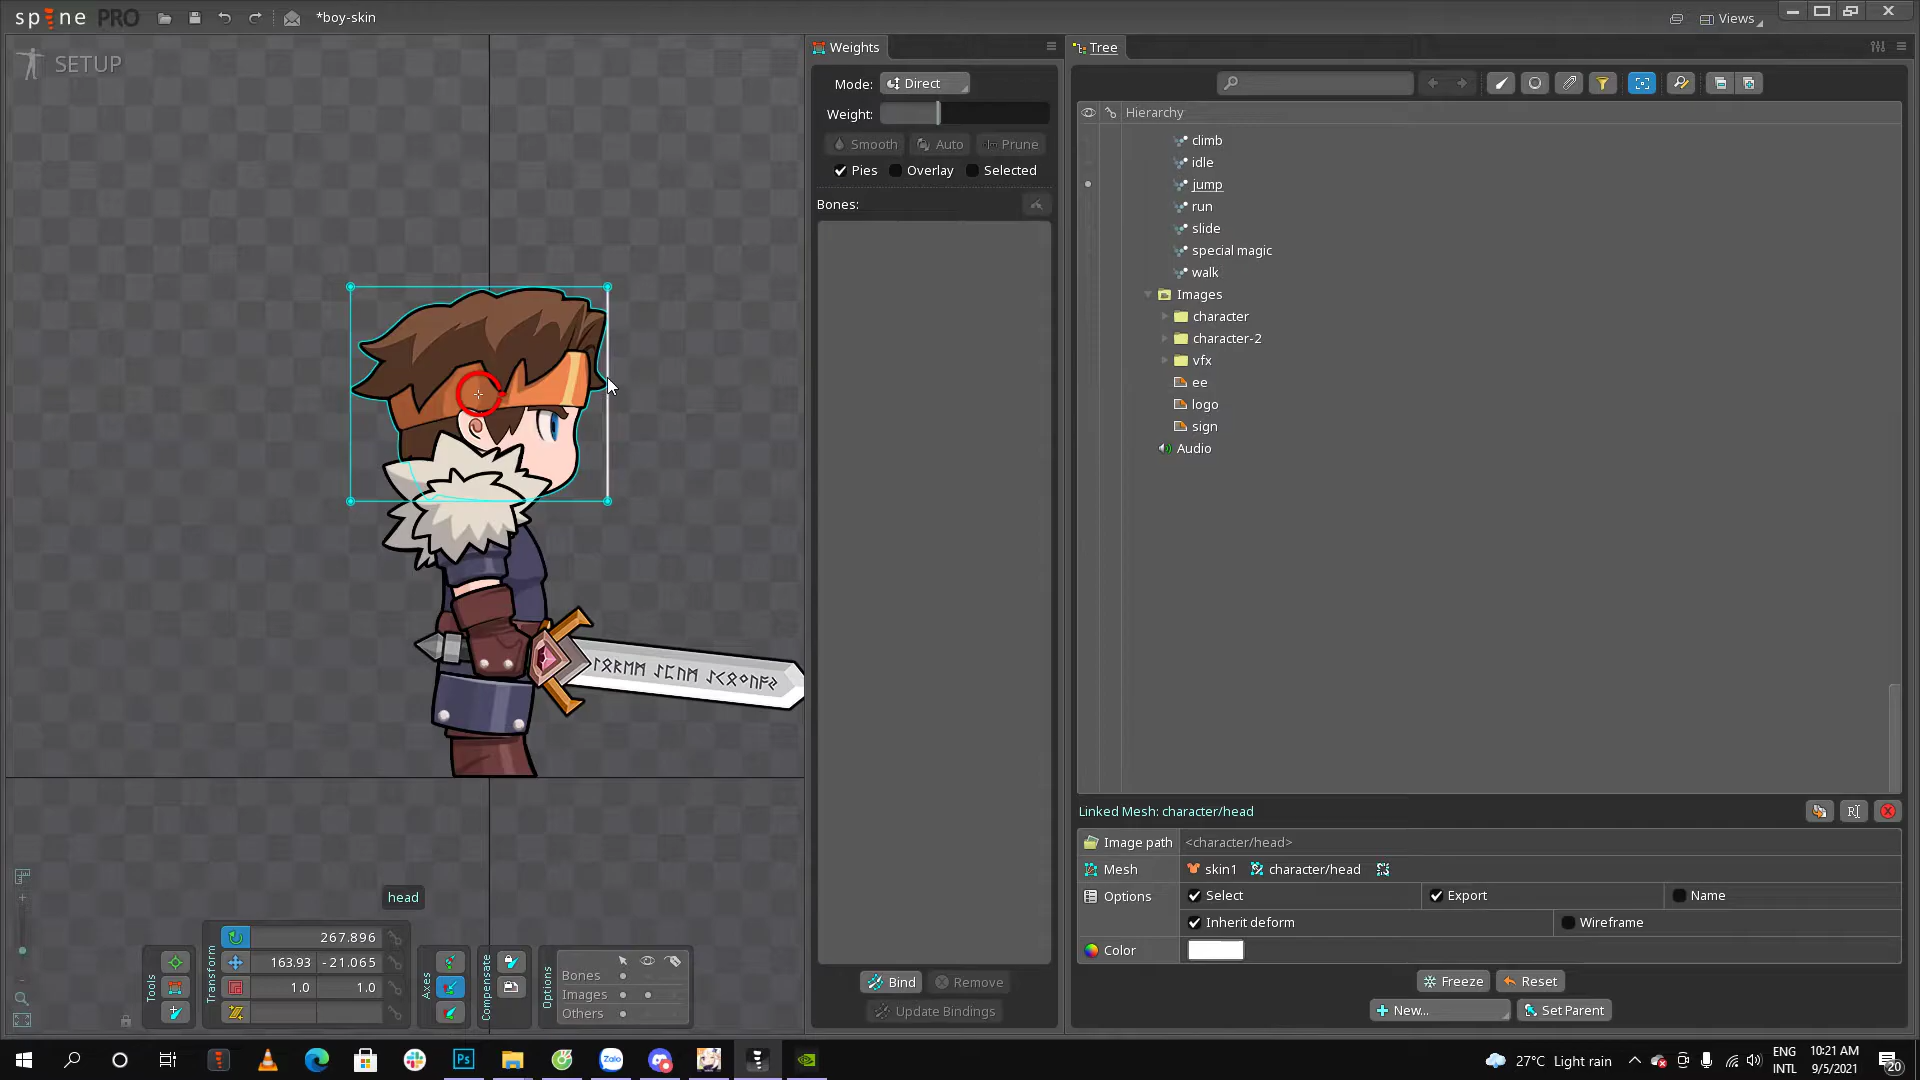 spine PRO
*boy-skin
Views
SETUP
Weights
Mode:
Direct
Weight:
Smooth
Auto
Prune
Pies
Overlay
Selected
Bones:
Bind
Remove
Update Bindings
Tree
Hierarchy
climb
idle
jump
run
slide
special magic
walk
Images
character
character-2
vfx
ee
logo
sign
Audio
Linked Mesh: character/head
Image path
<character/head>
Mesh
skin1
character/head
Options
Select
Export
Name
Inherit deform
Wireframe
Color
Freeze
Reset
New...
Set Parent
head
Tools
Transform
267.896
163.93
-21.065
1.0
1.0
Axes
Compensate
Options
Bones
Images
Others
Ps
Zalo
27°C Light rain
ENG
INTL
10:21 AM
9/5/2021
20